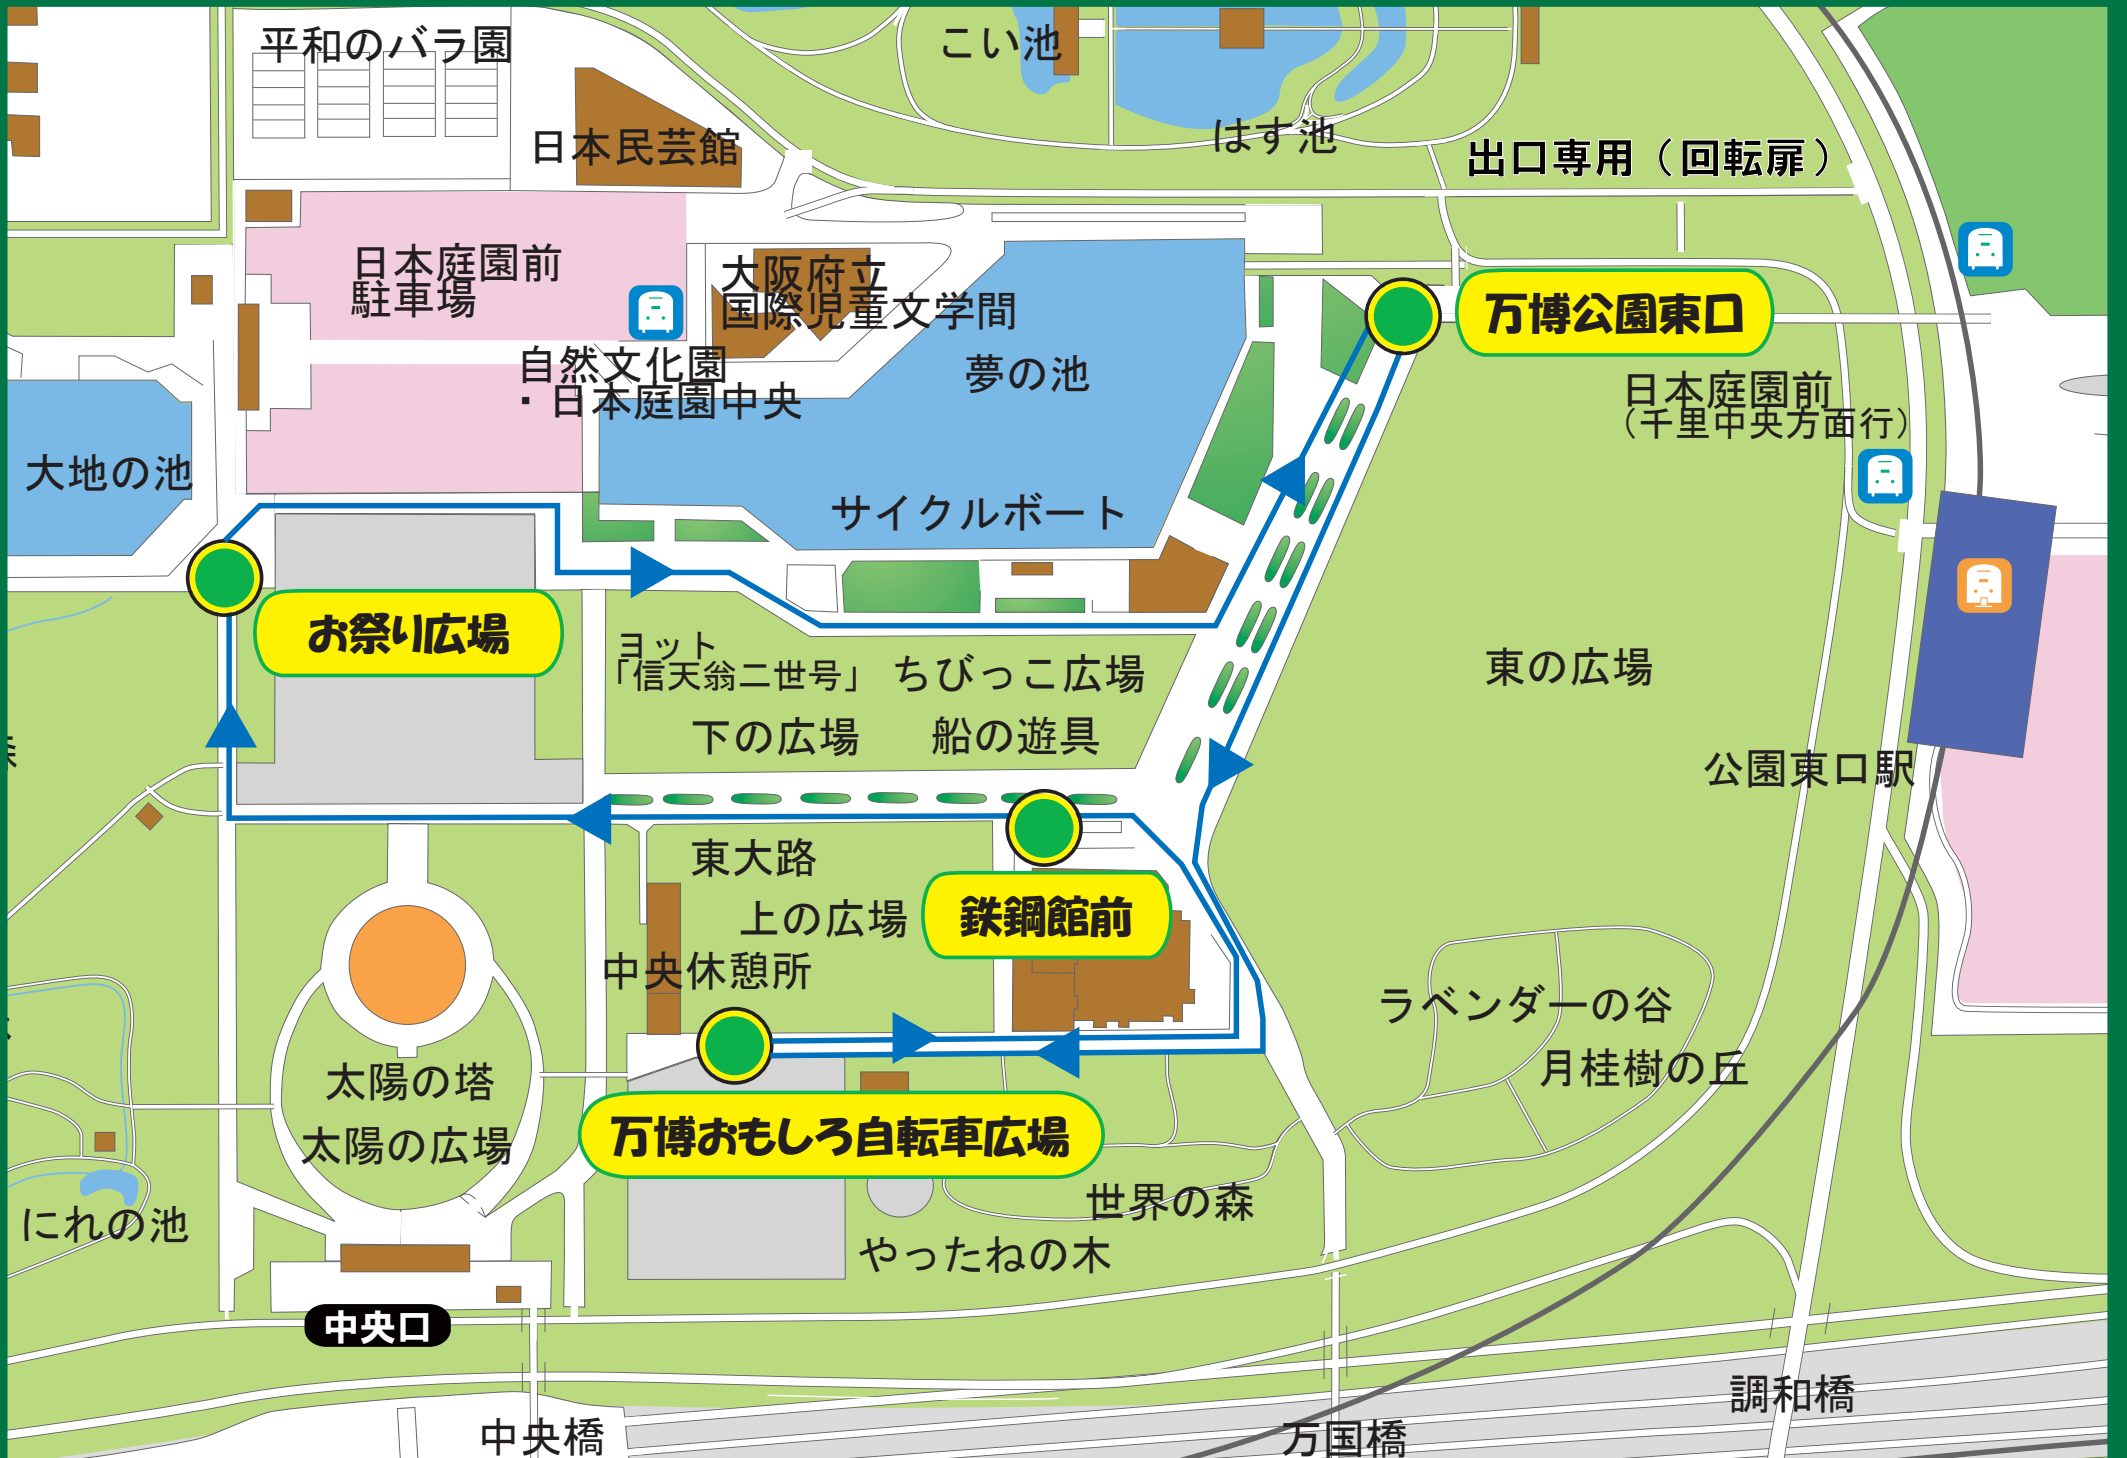 平和のバラ園
こい池
日本民芸館
はす池
出口専用（回転扉）
日本庭園前
駐車場
大阪府立
国際児童文学間
万博公園東口
自然文化園
・日本庭園中央
夢の池
日本庭園前
（千里中央方面行）
大地の池
サイクルボート
お祭り広場
ヨット
「信天翁二世号」
ちびっこ広場
東の広場
下の広場
船の遊具
公園東口駅
東大路
上の広場
鉄鋼館前
中央休憩所
ラベンダーの谷
月桂樹の丘
太陽の塔
太陽の広場
万博おもしろ自転車広場
にれの池
世界の森
やったねの木
中央口
調和橋
中央橋
万国橋